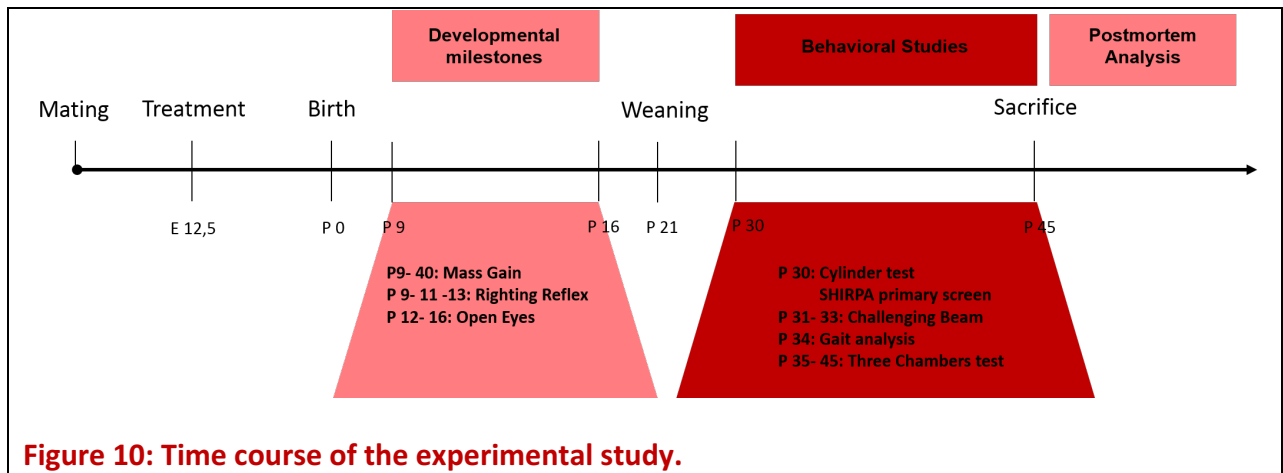 Developmental
milestones
Behavioral Studies
Postmortem
Analysis
Mating
Treatment
Birth
Weaning
Sacrifice
E 12,5
P 0
P 9
P 16
P 21
P 30
P 45
P9- 40: Mass Gain
P 9- 11 -13: Righting Reflex
P 12- 16: Open Eyes
P 30: Cylinder test
SHIRPA primary screen
P 31- 33: Challenging Beam
P 34: Gait analysis
P 35- 45: Three Chambers test
Figure 10: Time course of the experimental study.